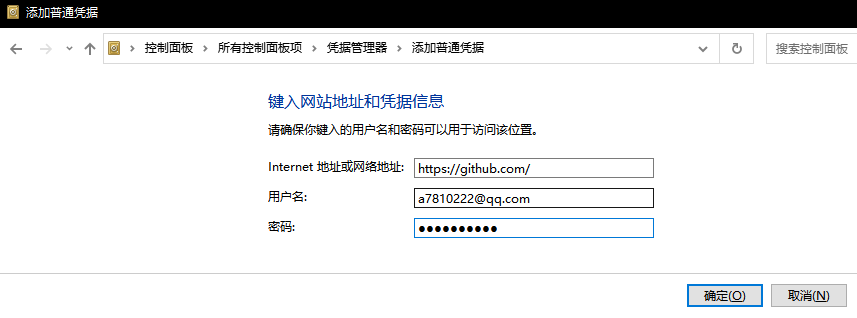 添加普通凭据
控制面板 所有控制面板项 凭据管理器 添加普通凭据
搜索控制面板
键入网站地址和凭据信息
请确保你键入的用户名和密码可以用于访问该位置。
Internet 地址或网络地址: https://github.com/
用户名: a7810222@qq.com
密码: ●●●●●●●●●●
确定(O) 取消(N)